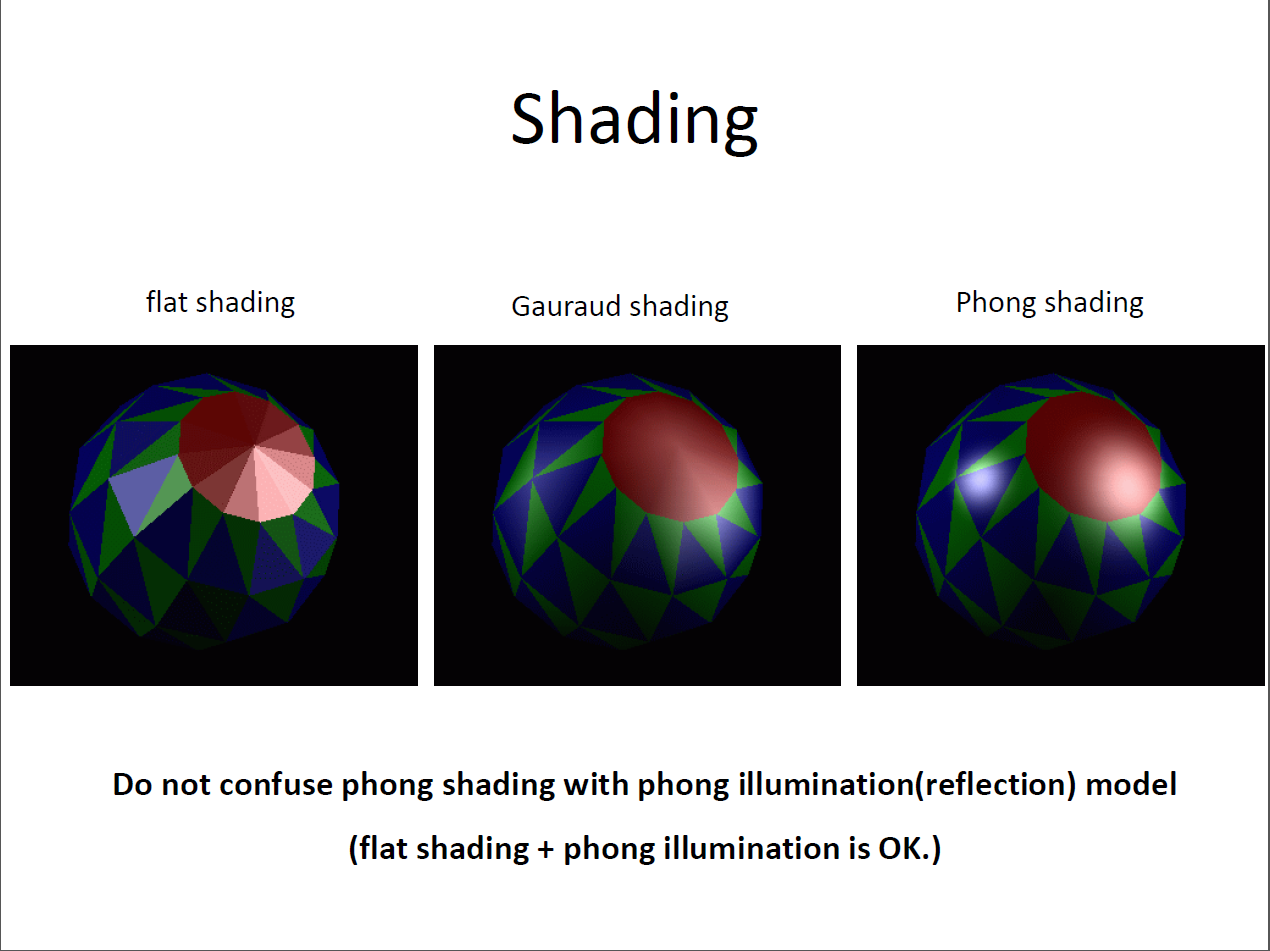 Shading
flat shading
Gauraud shading
Phong shading
Do not confuse phong shading with phong illumination(reflection) model
(flat shading + phong illumination is OK.)